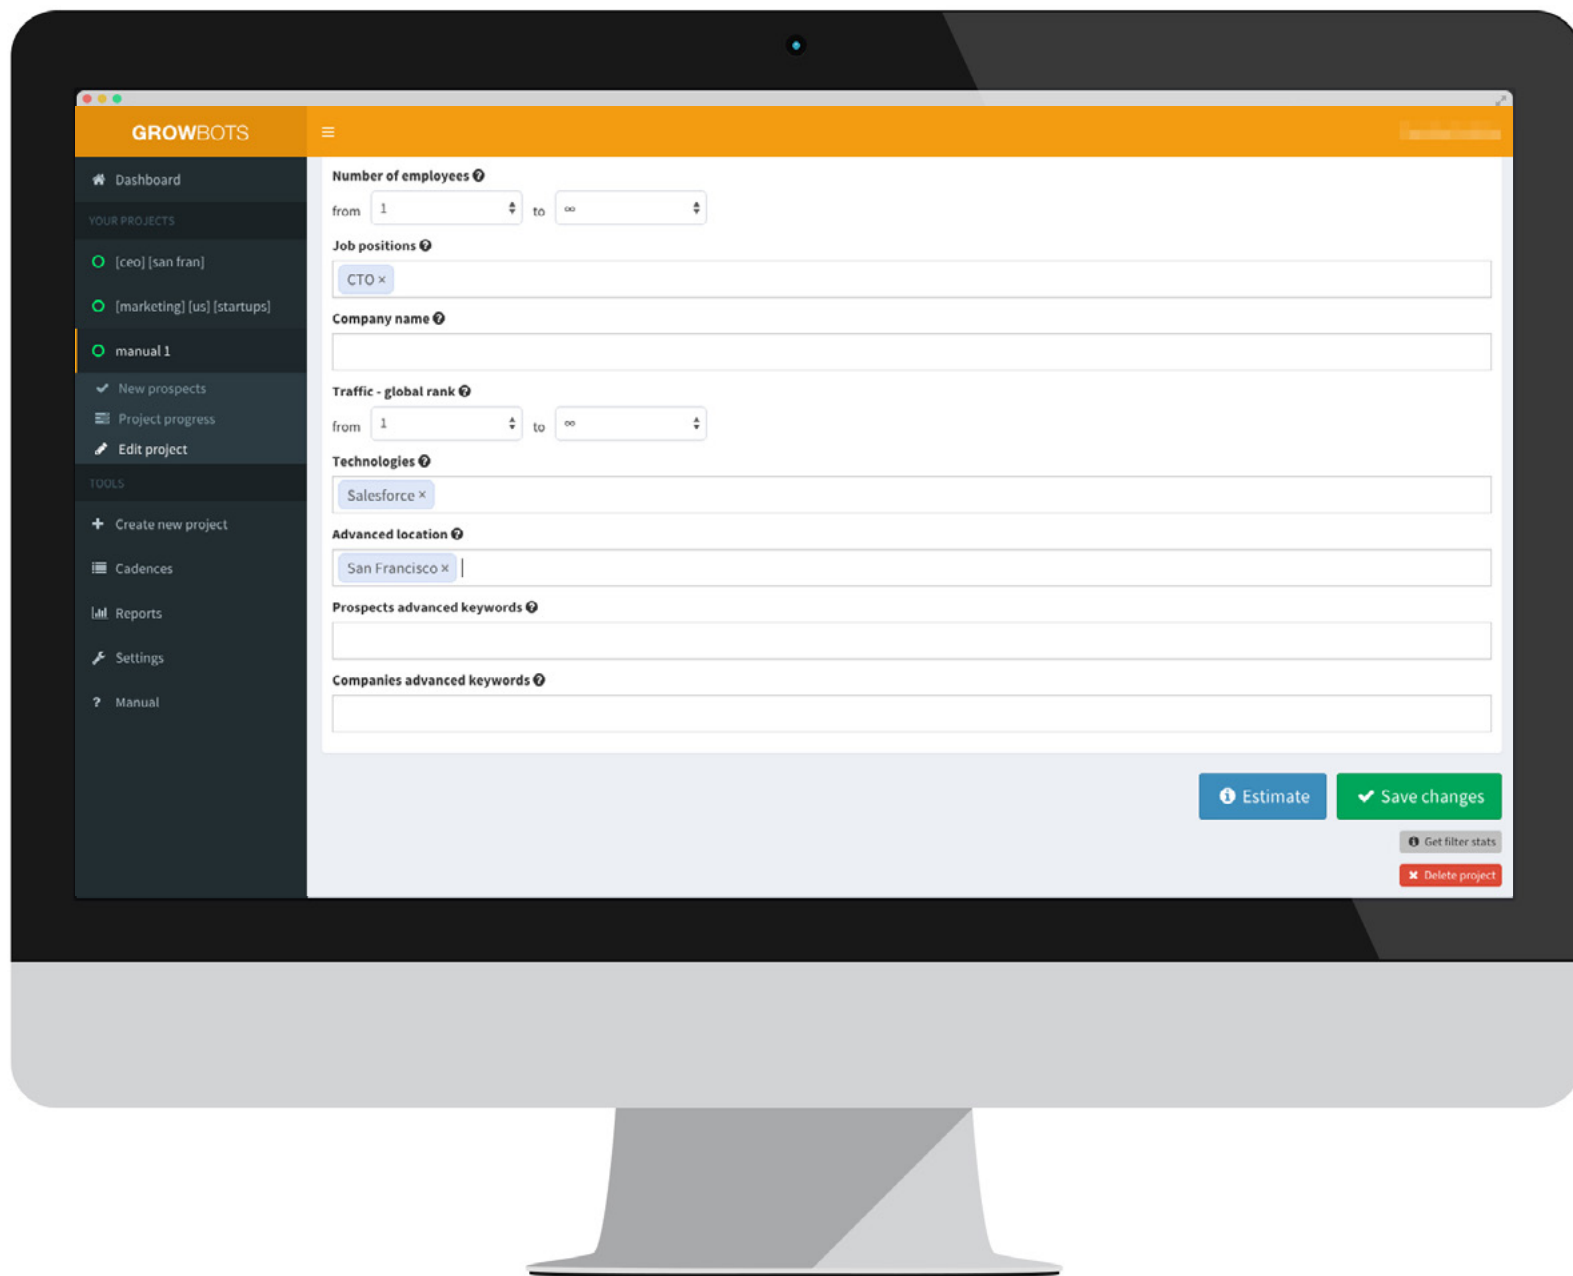 GROWBOTS
Dashboard
YOUR PROJECTS
[ceo] [san fran]
[marketing] [us] [startups]
manual 1
New prospects
Project progress
Edit project
TOOLS
Create new project
Cadences
Reports
Settings
? Manual
Number of employees ?
from 1 to ∞
Job positions ?
CTO ×
Company name ?
Traffic - global rank ?
from 1 to ∞
Technologies ?
Salesforce ×
Advanced location ?
San Francisco ×
Prospects advanced keywords ?
Companies advanced keywords ?
Estimate
Save changes
Get filter stats
Delete project